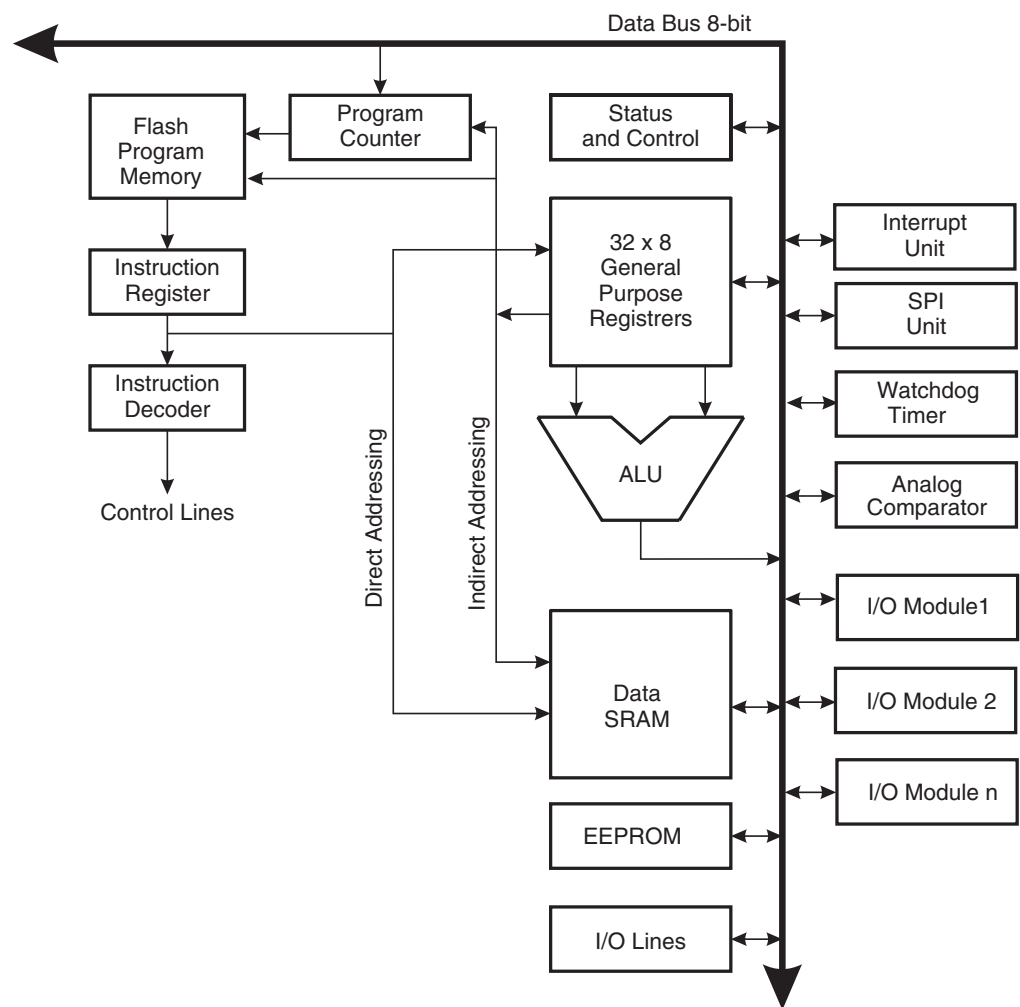 Data Bus 8-bit
Flash
Program
Memory
Program
Counter
Status
and Control
Interrupt
Unit
32 x 8
General
Purpose
Registrers
Instruction
Register
SPI
Unit
Instruction
Decoder
Watchdog
Timer
ALU
Analog
Comparator
Control Lines
Direct Addressing
Indirect Addressing
I/O Module1
Data
SRAM
I/O Module 2
I/O Module n
EEPROM
I/O Lines